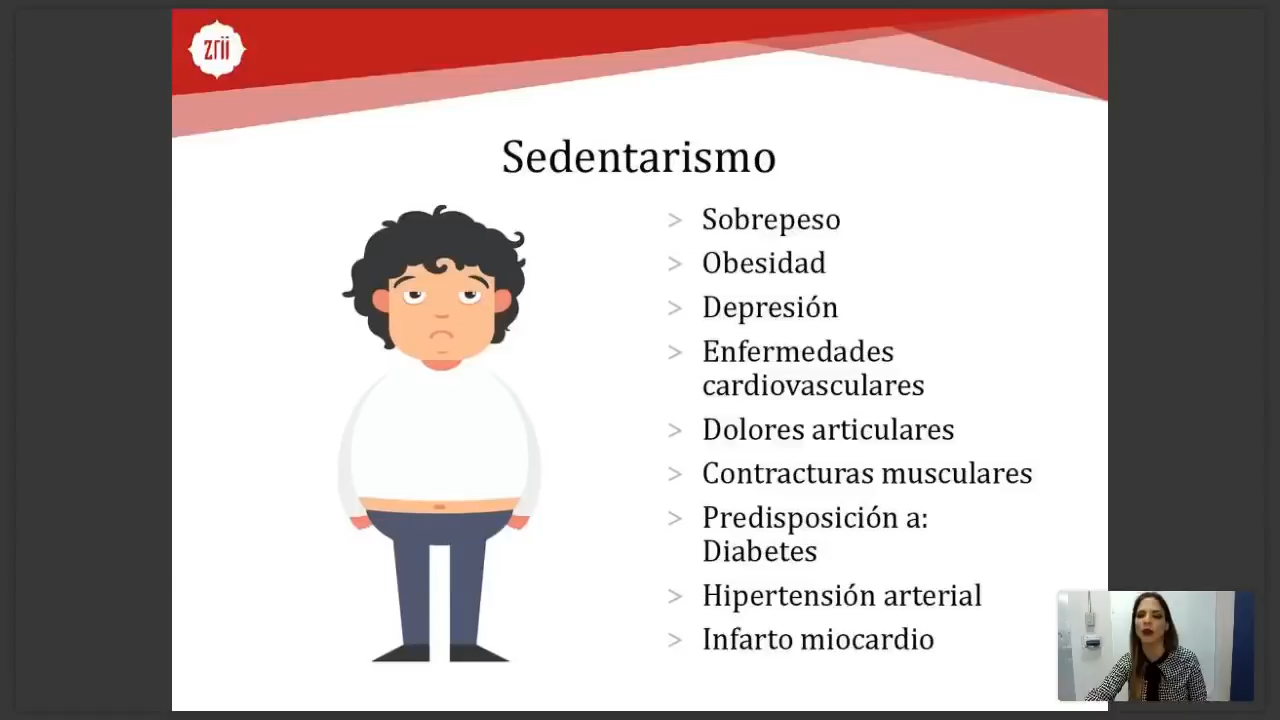 zrii
Sedentarismo
> Sobrepeso
> Obesidad
> Depresión
> Enfermedades
cardiovasculares
> Dolores articulares
> Contracturas musculares
> Predisposición a:
Diabetes
> Hipertensión arterial
> Infarto miocardio